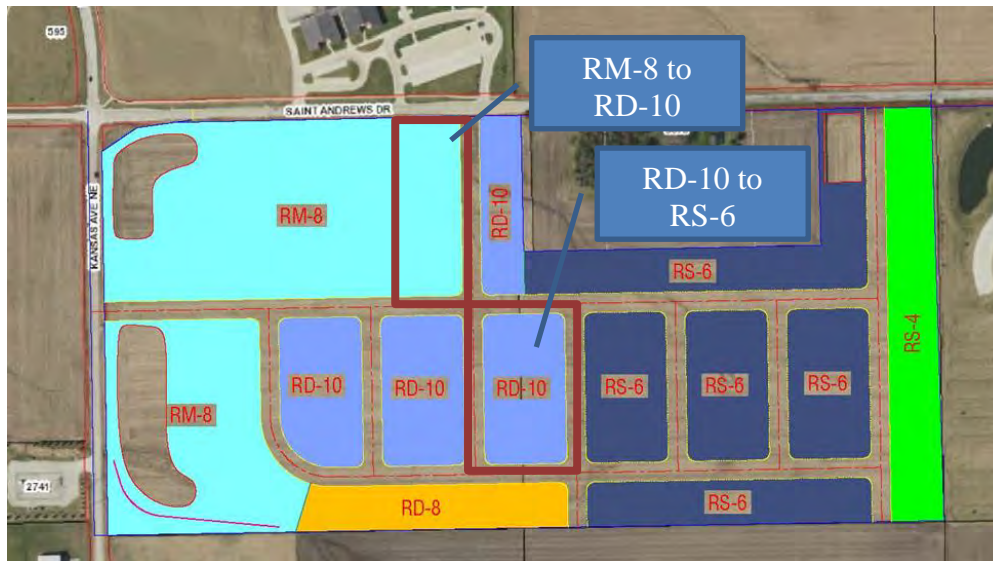 595
RM-8 to
RD-10
SAINT ANDREWS DR
RD-10 to
RS-6
KANSAS AVE NE
RM-8
RD-10
RS-6
RS-4
RD-10
RD-10
RD-10
RS-6
RS-6
RS-6
RM-8
2741
RD-8
RS-6